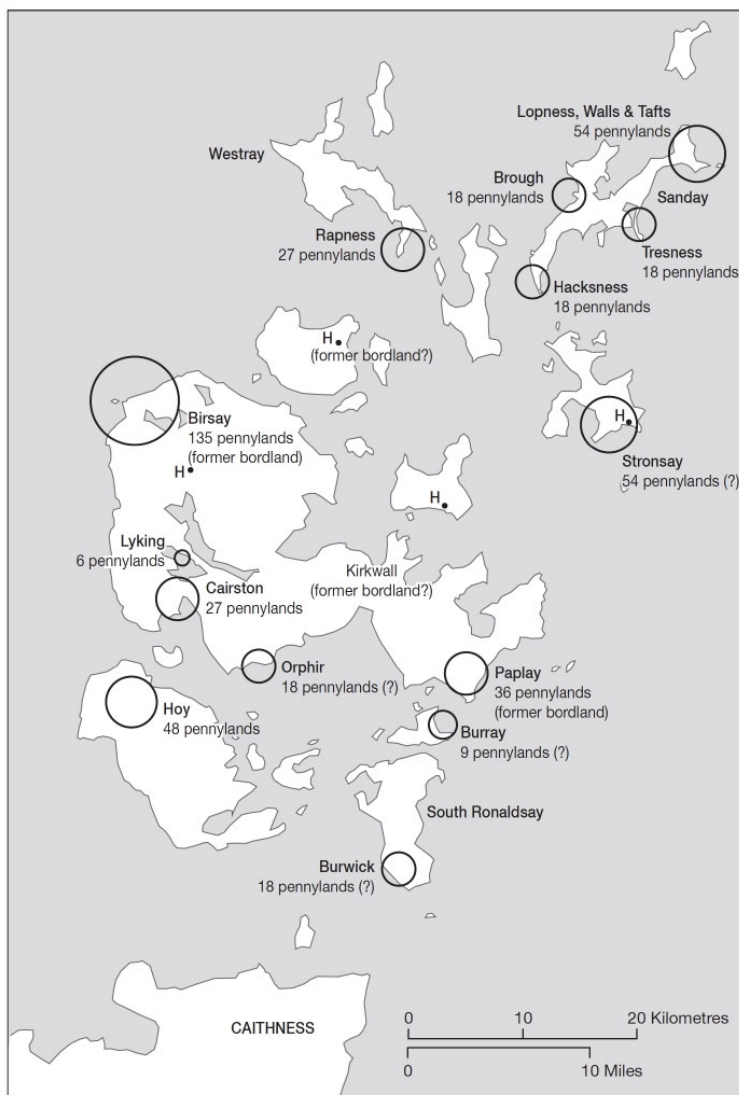 Lopness, Walls & Tafts
54 pennylands
Westray
Brough
18 pennylands
Sanday
Rapness
27 pennylands
Tresness
18 pennylands
Hacksness
18 pennylands
H
(former bordland?)
Birsay
135 pennylands
(former bordland)
H
H
Stronsay
54 pennylands (?)
H
Lyking
6 pennylands
Kirkwall
(former bordland?)
Cairston
27 pennylands
Orphir
18 pennylands (?)
Paplay
36 pennylands
(former bordland)
Hoy
48 pennylands
Burray
9 pennylands (?)
South Ronaldsay
Burwick
18 pennylands (?)
CAITHNESS
0 10 20 Kilometres
0 10 Miles